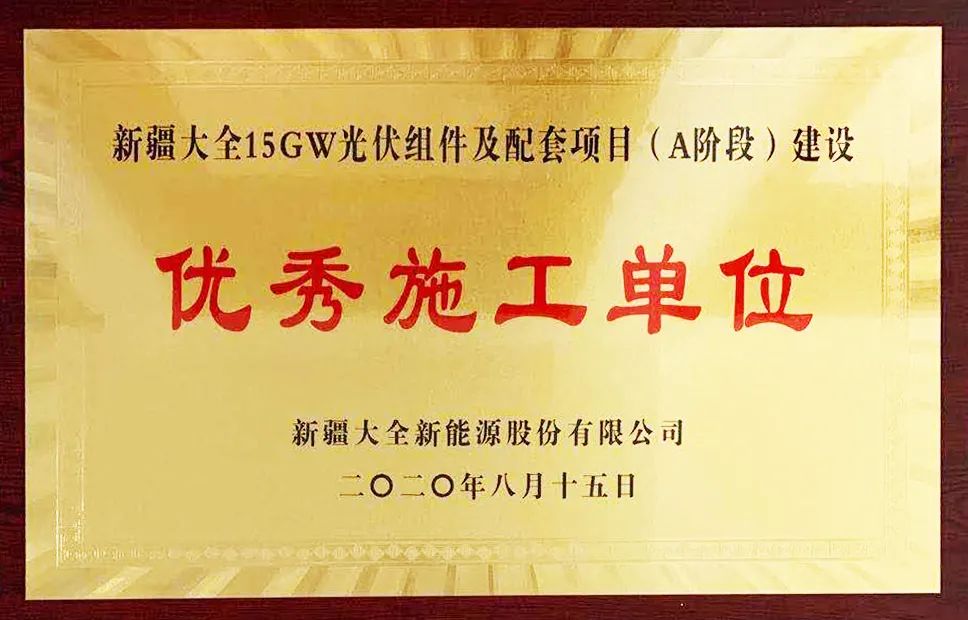 新疆大全15GW光伏组件及配套项目（A阶段）建设
优秀施工单位
新疆大全新能源股份有限公司
二〇二〇年八月十五日